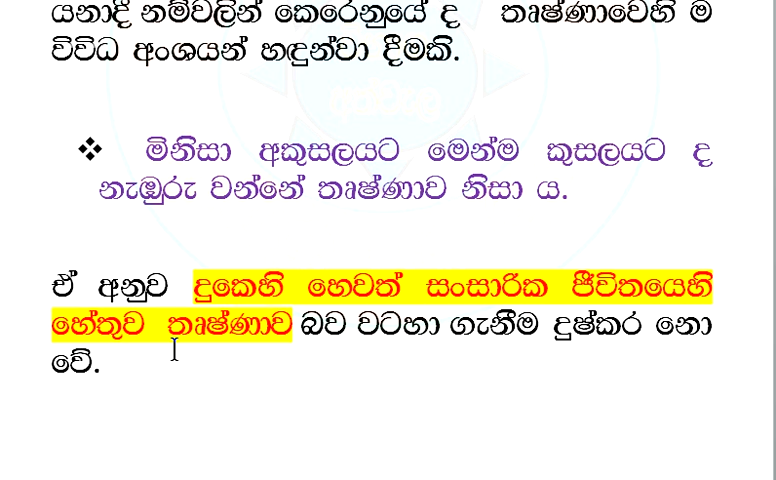 යනාදී නම්වලින් කෙරෙනුයේ ද තෘෂ්ණාවෙහි ම
විවිධ අංශයන් හඳුන්වා දීමකි.
❖ මිනිසා අකුසලයට මෙන්ම කුසලයට ද
නැඹුරු වන්නේ තෘෂ්ණාව නිසා ය.
ඒ අනුව දුකෙහි හෙවත් සංසාරික ජීවිතයෙහි
හේතුව තෘෂ්ණාව බව වටහා ගැනීම දුෂ්කර නො
වේ.